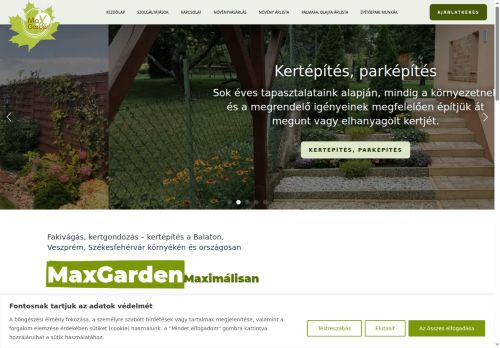 Max
Garden
KEZDŐLAP
SZOLGÁLTATÁSOK
KAPCSOLAT
NÖVÉNYVÁSÁRLÁS
NÖVÉNY ÁRLISTA
PÁLMAFA, OLAJFA ÁRLISTA
ÉPÍTŐIPARI MUNKÁK
AJÁNLATKÉRÉS
Kertépítés, parképítés
Sok éves tapasztalataink alapján, mindig a környezetnek
és a megrendelő igényeinek megfelelően építjük át
megunt vagy elhanyagolt kertjét.
KERTÉPÍTÉS, PARKÉPÍTÉS
Fakivágás, kertgondozás – kertépítés a Balaton,
Veszprém, Székesfehérvár környékén és országosan
MaxGarden Maximálisan
Fontosnak tartjuk az adatok védelmét
A böngészési élmény fokozása, a személyre szabott hirdetések vagy tartalmak megjelenítése, valamint a
forgalom elemzése érdekében sütiket (cookie) használunk. A "Mindet elfogadom" gombra kattintva
hozzájárulhat a sütik használatához.
Testreszabás
Elutasít
Az összes elfogadása